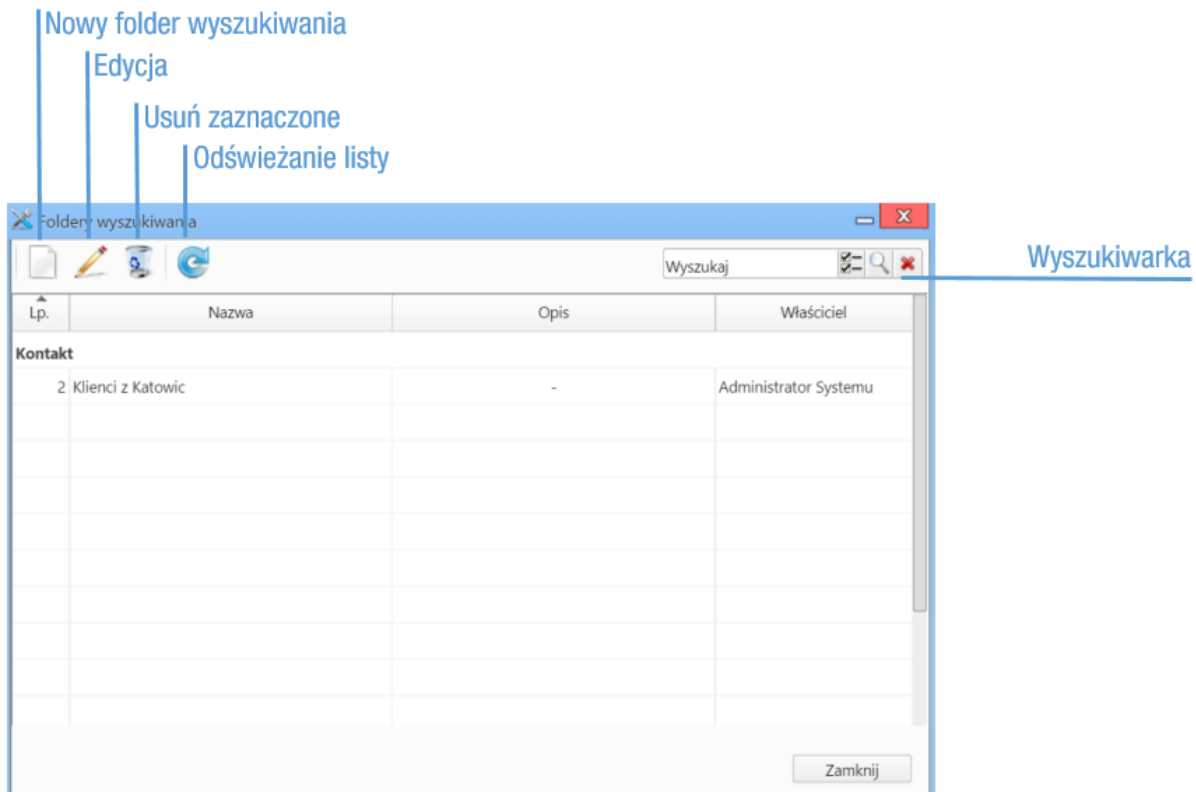 Nowy folder wyszukiwania
Edycja
Usuń zaznaczone
Odświeżanie listy
Foldery wyszukiwania
Wyszukaj
Wyszukiwarka
Lp. Nazwa Opis Właściciel
Kontakt
2 Klienci z Katowic - Administrator Systemu
Zamknij